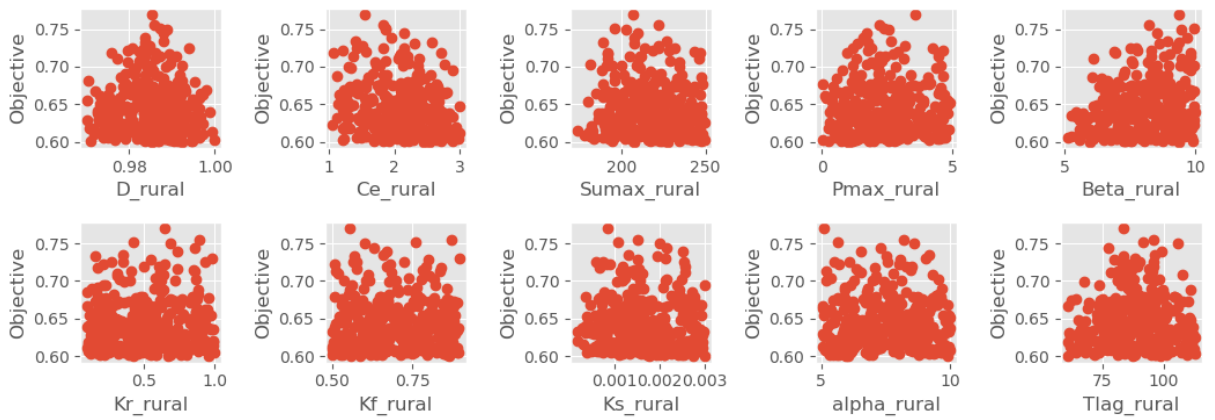 Objective 0.75 0.70 0.65 0.60 0.98 1.00 D_rural
Objective 0.75 0.70 0.65 0.60 1 2 3 Ce_rural
Objective 0.75 0.70 0.65 0.60 200 250 Sumax_rural
Objective 0.75 0.70 0.65 0.60 0 5 Pmax_rural
Objective 0.75 0.70 0.65 0.60 5 10 Beta_rural
Objective 0.75 0.70 0.65 0.60 0.5 1.0 Kr_rural
Objective 0.75 0.70 0.65 0.60 0.50 0.75 Kf_rural
Objective 0.75 0.70 0.65 0.60 0.001 0.002 0.003 Ks_rural
Objective 0.75 0.70 0.65 0.60 5 10 alpha_rural
Objective 0.75 0.70 0.65 0.60 75 100 Tlag_rural